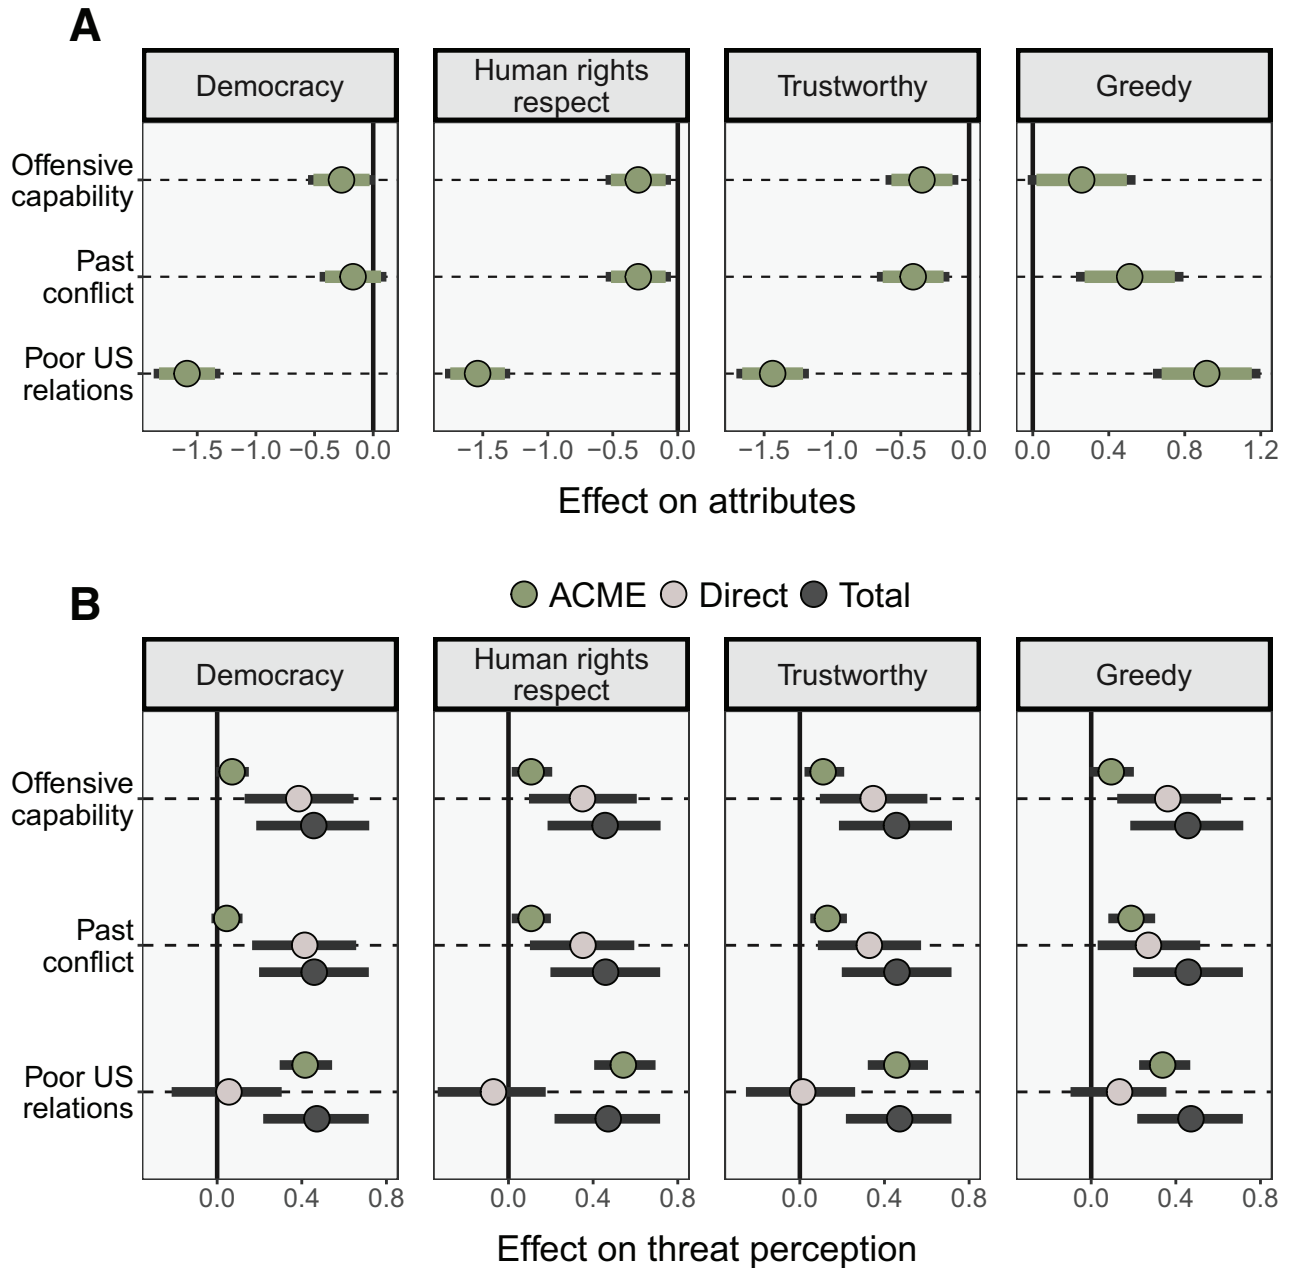 A
Democracy
Human rights
respect
Trustworthy
Greedy
Offensive
capability
Past
conflict
Poor US
relations
−1.5 −1.0 −0.5 0.0
−1.5 −1.0 −0.5 0.0
−1.5 −1.0 −0.5 0.0
0.0 0.4 0.8 1.2
Effect on attributes
B
ACME Direct Total
Democracy
Human rights
respect
Trustworthy
Greedy
Offensive
capability
Past
conflict
Poor US
relations
0.0 0.4 0.8
0.0 0.4 0.8
0.0 0.4 0.8
0.0 0.4 0.8
Effect on threat perception